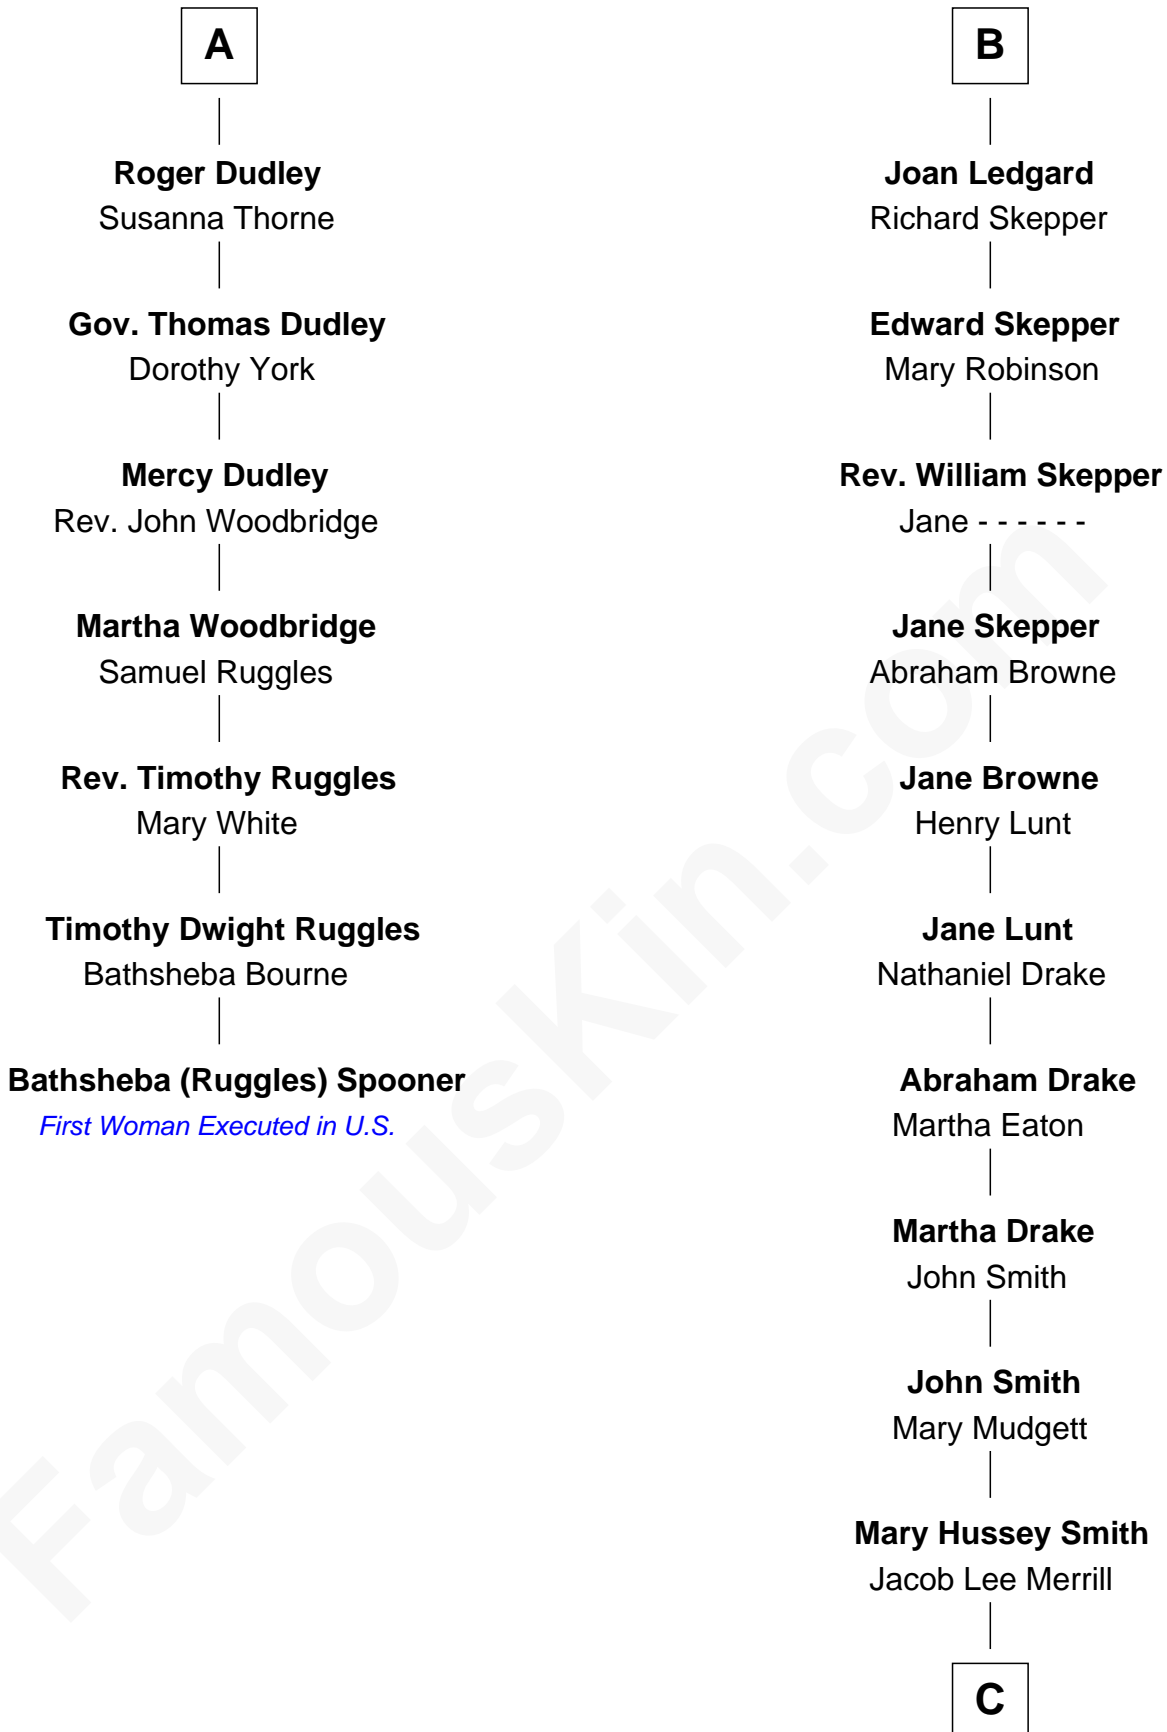 A
Roger Dudley
Susanna Thorne
Gov. Thomas Dudley
Dorothy York
Mercy Dudley
Rev. John Woodbridge
Martha Woodbridge
Samuel Ruggles
Rev. Timothy Ruggles
Mary White
Timothy Dwight Ruggles
Bathsheba Bourne
Bathsheba (Ruggles) Spooner
First Woman Executed in U.S.
B
Joan Ledgard
Richard Skepper
Edward Skepper
Mary Robinson
Rev. William Skepper
Jane - - - - - -
Jane Skepper
Abraham Browne
Jane Browne
Henry Lunt
Jane Lunt
Nathaniel Drake
Abraham Drake
Martha Eaton
Martha Drake
John Smith
John Smith
Mary Mudgett
Mary Hussey Smith
Jacob Lee Merrill
C
FamousKin.com